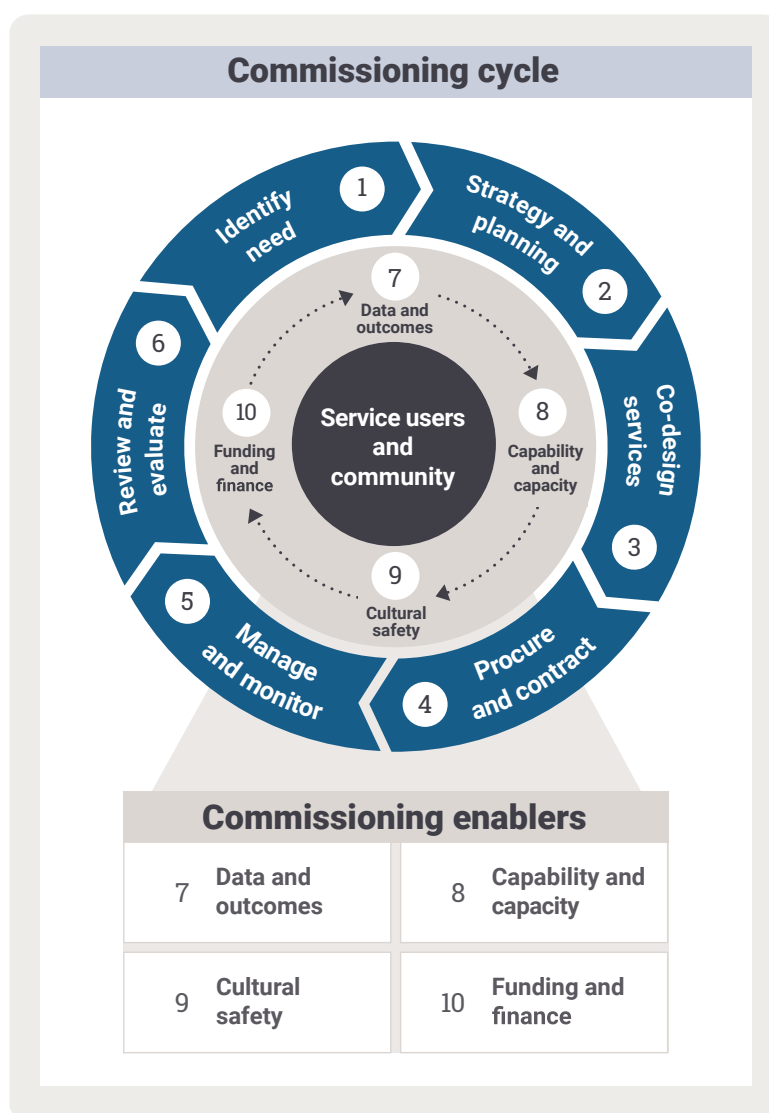 Commissioning cycle
1
Identify
need
Strategy and
planning
2
Co-design
services
3
Procure
and contract
4
Manage
and monitor
5
Review and
evaluate
6
7
Data and
outcomes
8
Capability
and
capacity
9
Cultural
safety
10
Funding
and
finance
Service users
and
community
Commissioning enablers
7
Data and
outcomes
8
Capability and
capacity
9
Cultural
safety
10
Funding and
finance